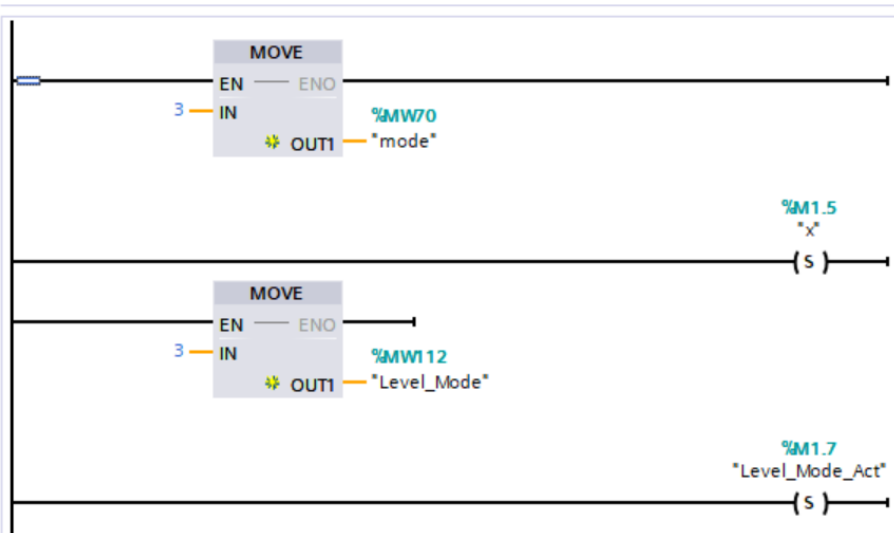 MOVE
EN ENO
3 IN
%MW70
OUT1 "mode"
%M1.5
"x"
( S )
MOVE
EN ENO
3 IN
%MW112
OUT1 "Level_Mode"
%M1.7
"Level_Mode_Act"
( S )